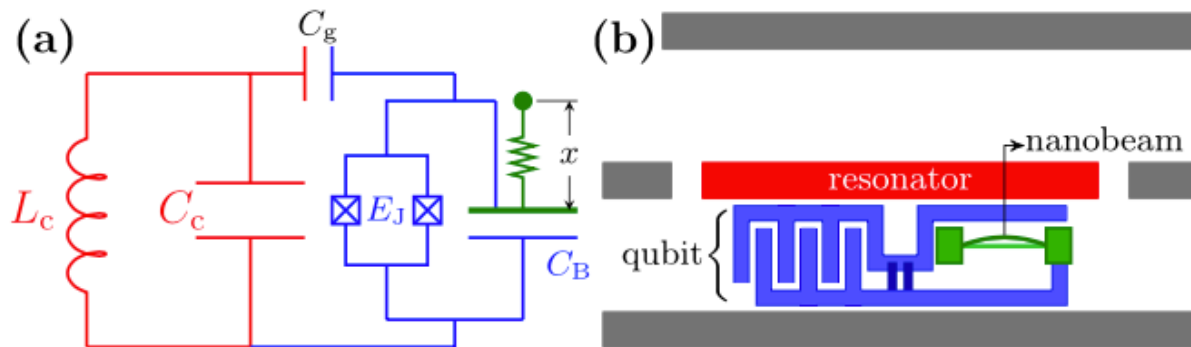 (a)
C_g
L_c
C_c
E_J
x
C_B
(b)
nanobeam
resonator
qubit